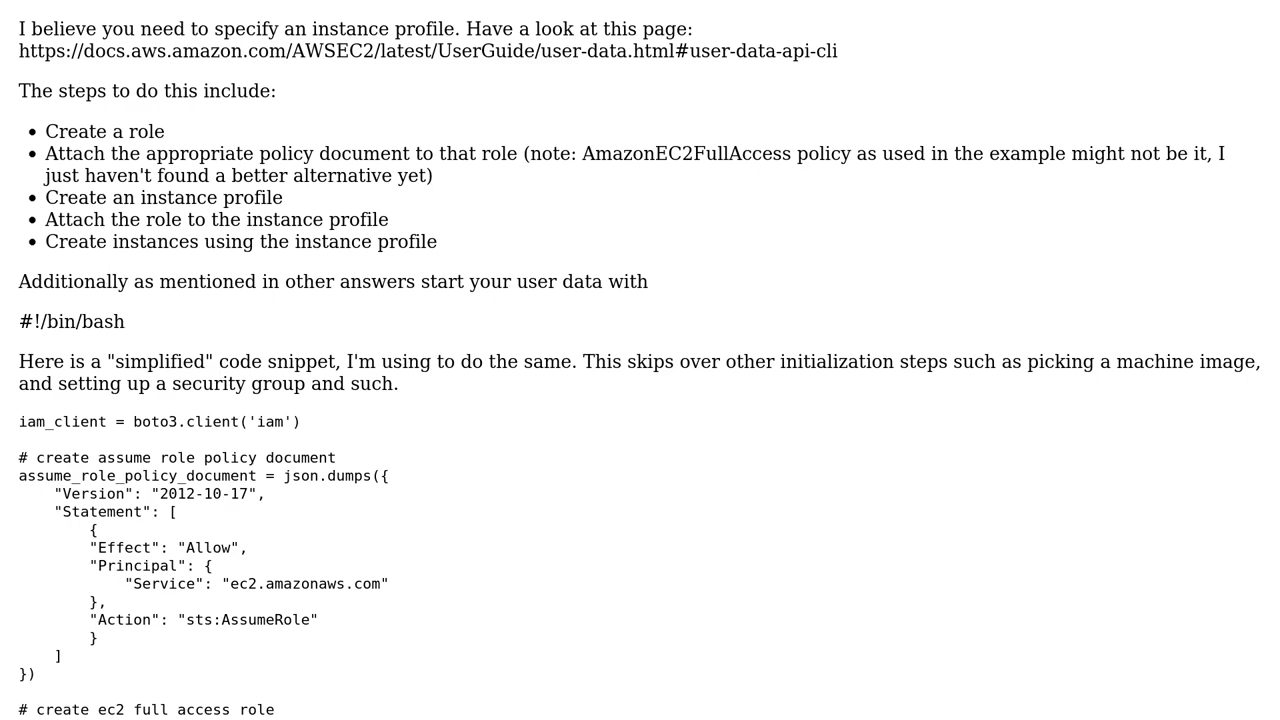 I believe you need to specify an instance profile. Have a look at this page:
https://docs.aws.amazon.com/AWSEC2/latest/UserGuide/user-data.html#user-data-api-cli
The steps to do this include:
• Create a role
• Attach the appropriate policy document to that role (note: AmazonEC2FullAccess policy as used in the example might not be it, I
just haven't found a better alternative yet)
• Create an instance profile
• Attach the role to the instance profile
• Create instances using the instance profile
Additionally as mentioned in other answers start your user data with
#!/bin/bash
Here is a "simplified" code snippet, I'm using to do the same. This skips over other initialization steps such as picking a machine image,
and setting up a security group and such.
iam_client = boto3.client('iam')
# create assume role policy document
assume_role_policy_document = json.dumps({
    "Version": "2012-10-17",
    "Statement": [
        {
        "Effect": "Allow",
        "Principal": {
            "Service": "ec2.amazonaws.com"
        },
        "Action": "sts:AssumeRole"
        }
    ]
})
# create ec2 full access role